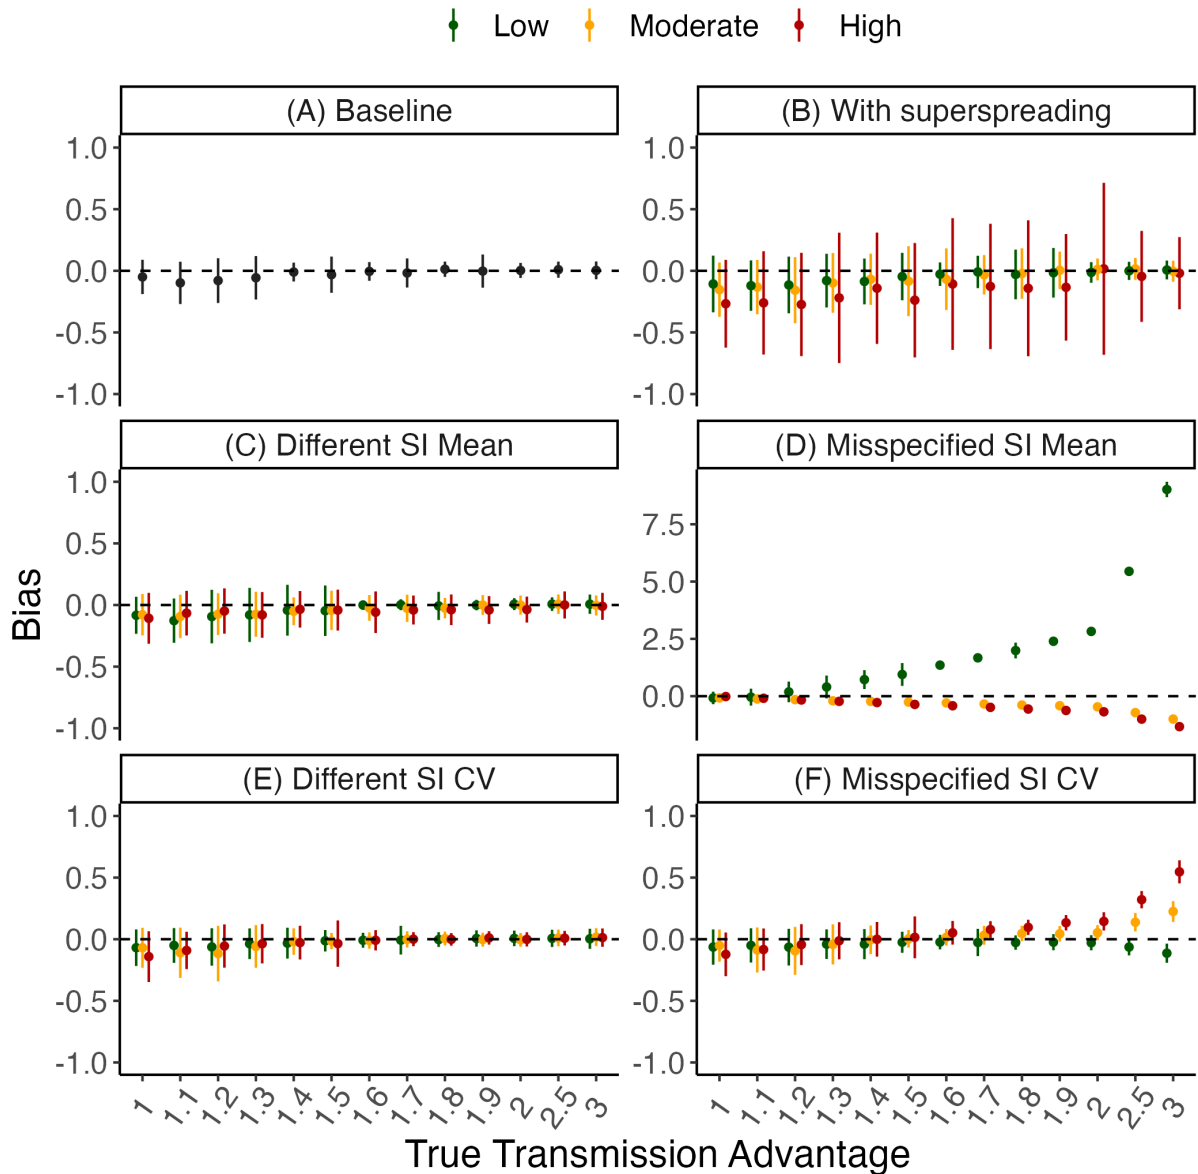 Low Moderate High
(A) Baseline
(B) With superspreading
1.0
0.5
0.0
-0.5
-1.0
1.0
0.5
0.0
-0.5
-1.0
(C) Different SI Mean
(D) Misspecified SI Mean
1.0
0.5
0.0
-0.5
-1.0
7.5
5.0
2.5
0.0
Bias
(E) Different SI CV
(F) Misspecified SI CV
1.0
0.5
0.0
-0.5
-1.0
1.0
0.5
0.0
-0.5
-1.0
1 1.1 1.2 1.3 1.4 1.5 1.6 1.7 1.8 1.9 2 2.5 3
1 1.1 1.2 1.3 1.4 1.5 1.6 1.7 1.8 1.9 2 2.5 3
True Transmission Advantage